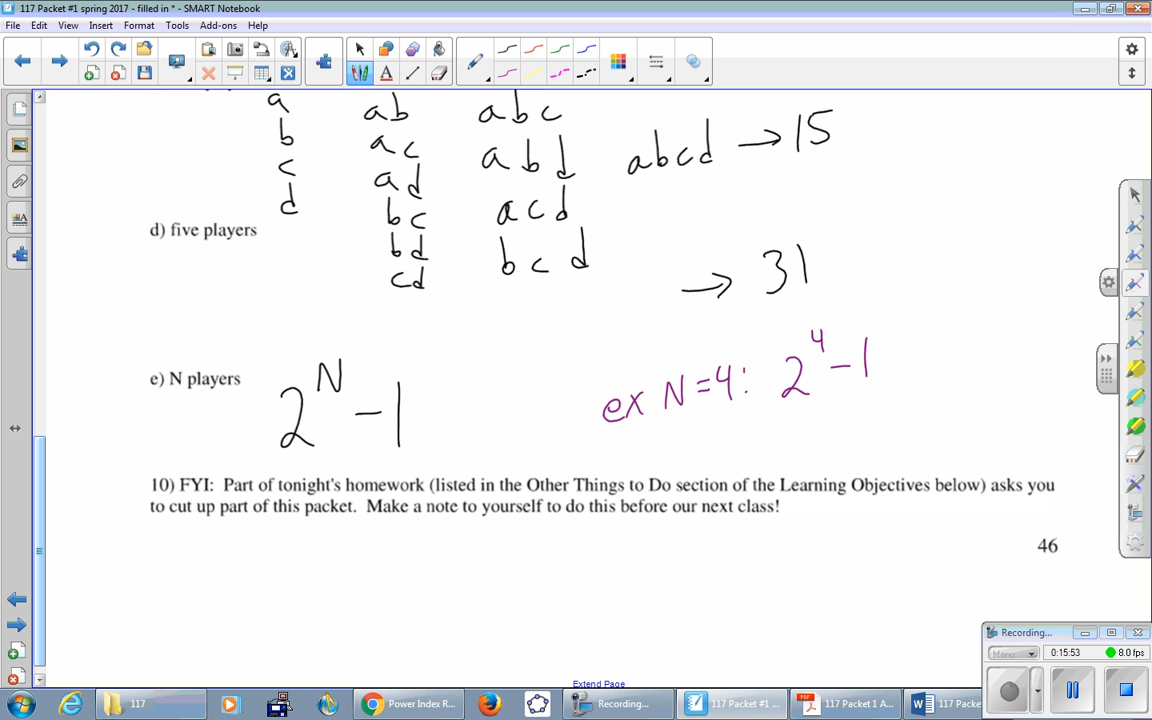 117 Packet #1 spring 2017 - filled in * - SMART Notebook
File Edit View Insert Format Tools Add-ons Help
a ab abc
b ac abd abcd → 15
c ad
d bc acd
d) five players
bd bcd
cd
→ 31
ex N=4: 2^4 - 1
e) N players 2^N - 1
10) FYI: Part of tonight's homework (listed in the Other Things to Do section of the Learning Objectives below) asks you
to cut up part of this packet. Make a note to yourself to do this before our next class!
46
Recording...
Menu 0:15:53 8.0 fps
Extend Page
117 Power Index R... Recording... 117 Packet #1 ... 117 Packet 1 A... 117 Packe